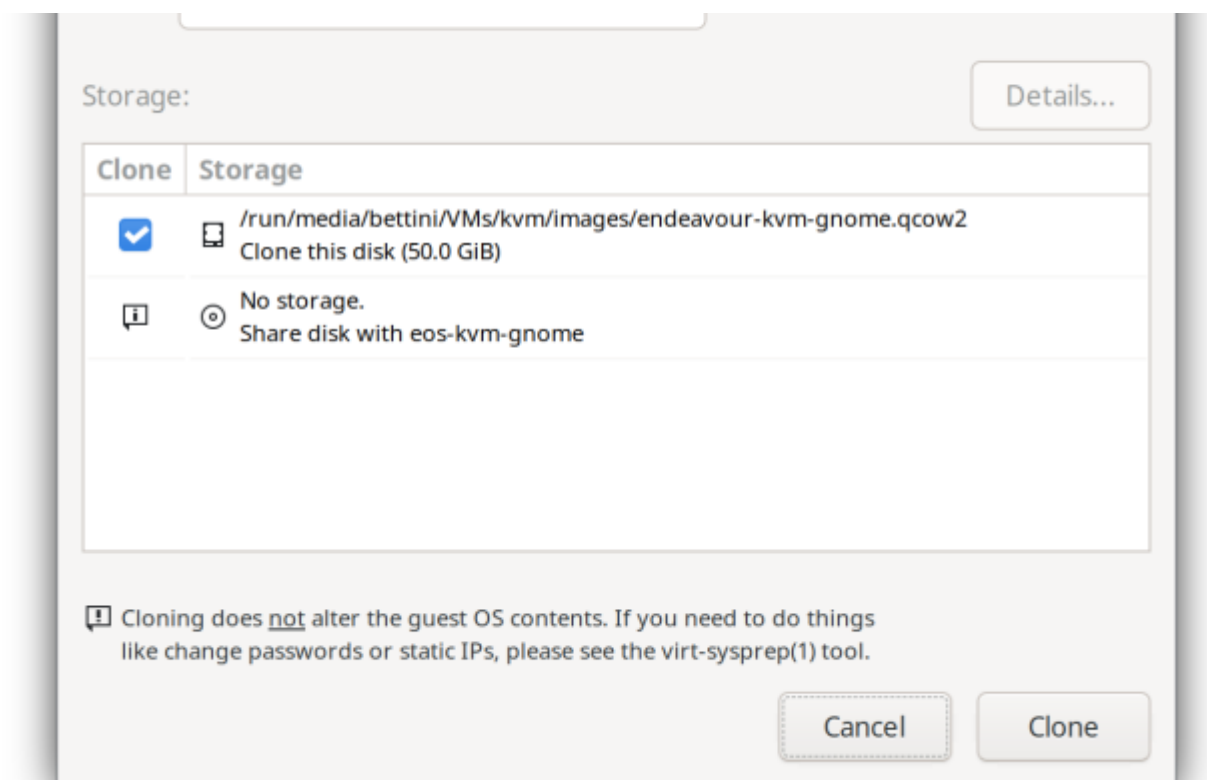 Storage:
Details...
Clone Storage
/run/media/bettini/VMs/kvm/images/endeavour-kvm-gnome.qcow2
Clone this disk (50.0 GiB)
No storage.
Share disk with eos-kvm-gnome
Cloning does not alter the guest OS contents. If you need to do things
like change passwords or static IPs, please see the virt-sysprep(1) tool.
Cancel
Clone